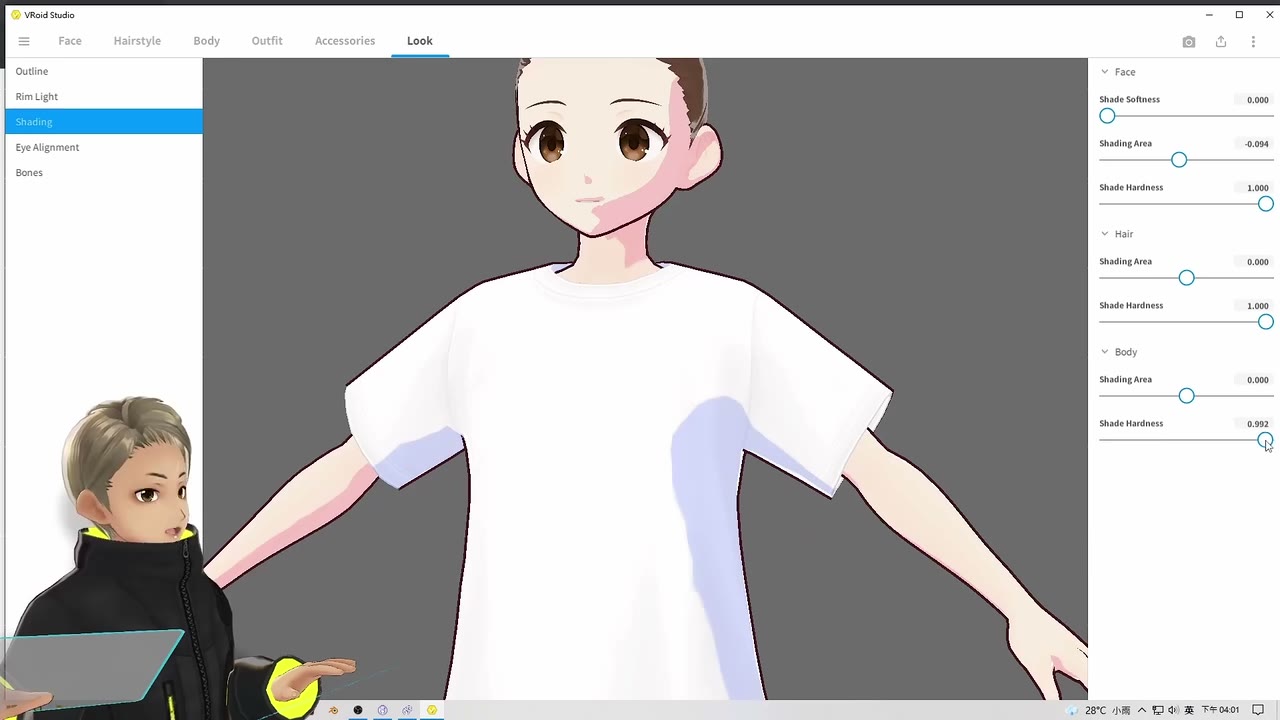 VRoid Studio
Face
Hairstyle
Body
Outfit
Accessories
Look
Outline
Rim Light
Shading
Eye Alignment
Bones
Face
Shade Softness 0.000
Shading Area -0.094
Shade Hardness 1.000
Hair
Shading Area 0.000
Shade Hardness 1.000
Body
Shading Area 0.000
Shade Hardness 0.992
28°C 小雨 英 下午 04:01